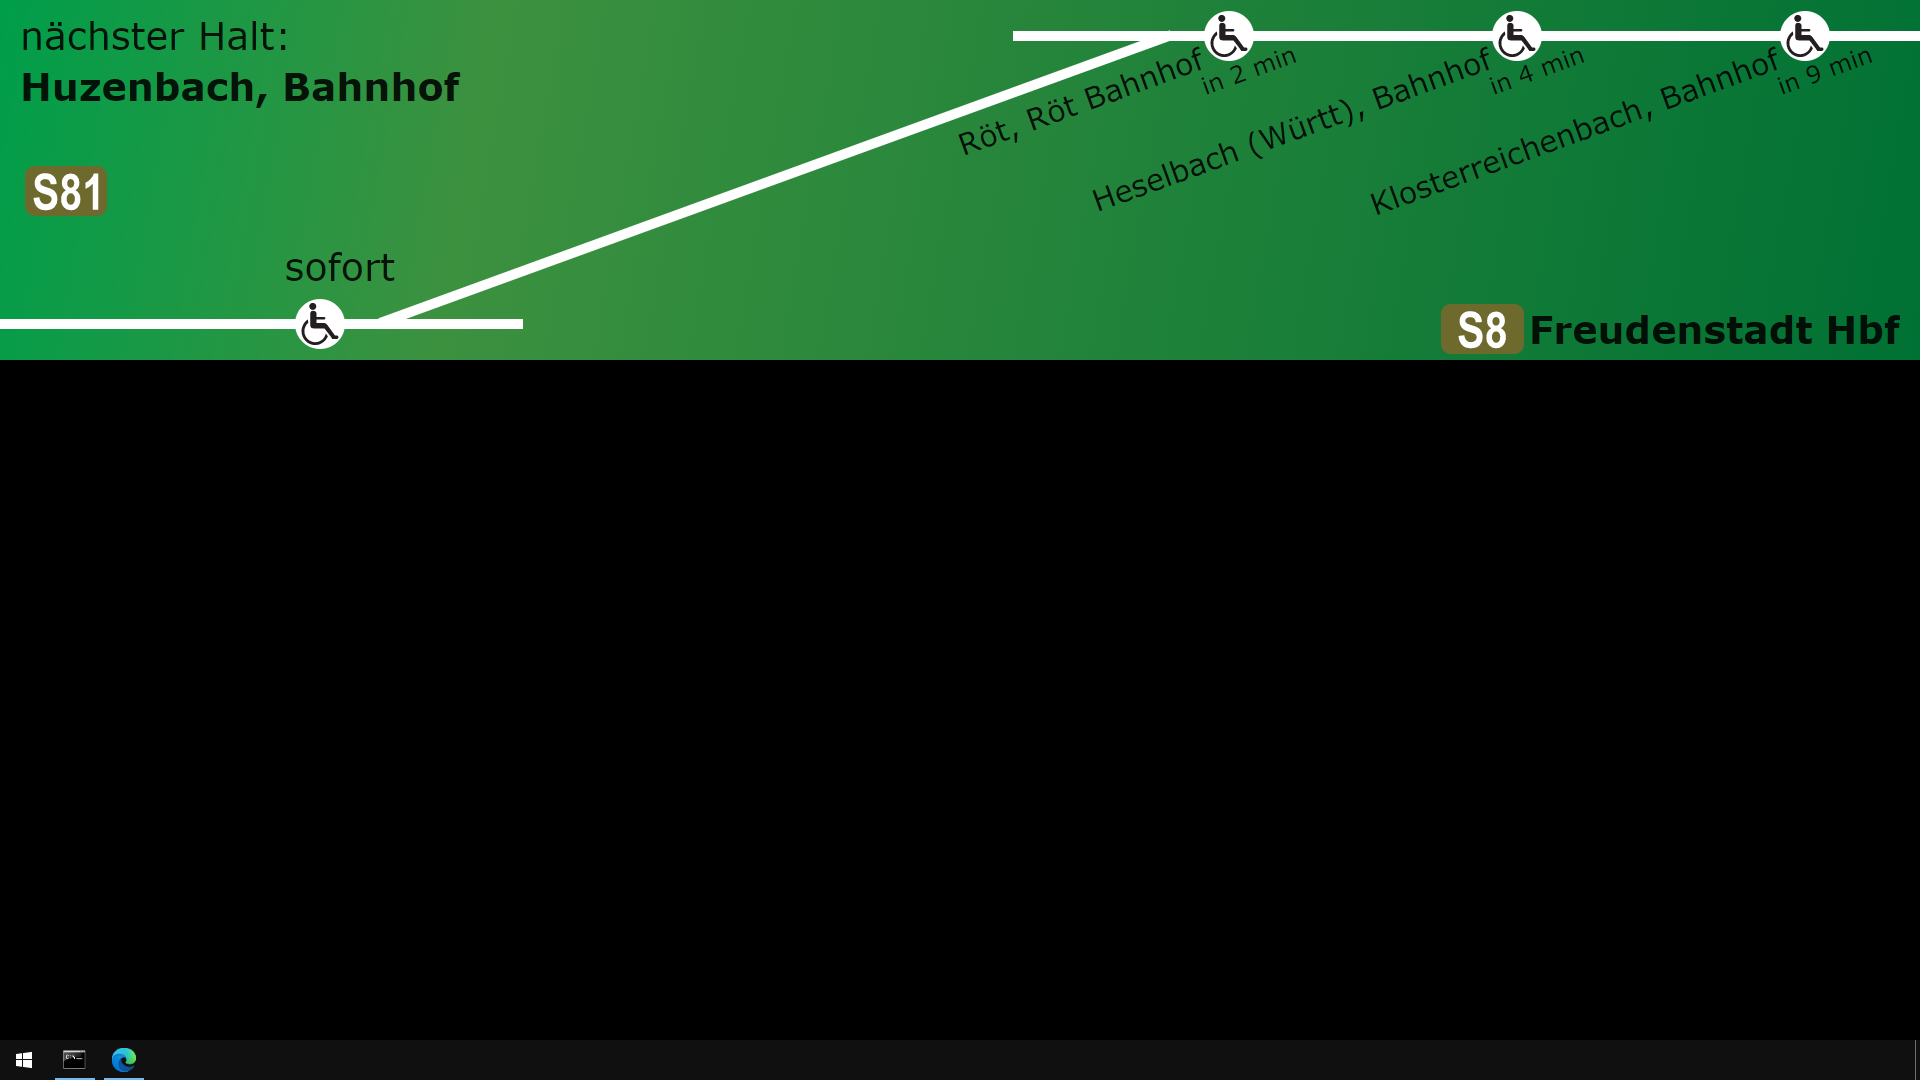 nächster Halt:
Huzenbach, Bahnhof
S81
sofort
Röt, Röt Bahnhof
in 2 min
Heselbach (Württ), Bahnhof
in 4 min
Klosterreichenbach, Bahnhof
in 9 min
S8 Freudenstadt Hbf